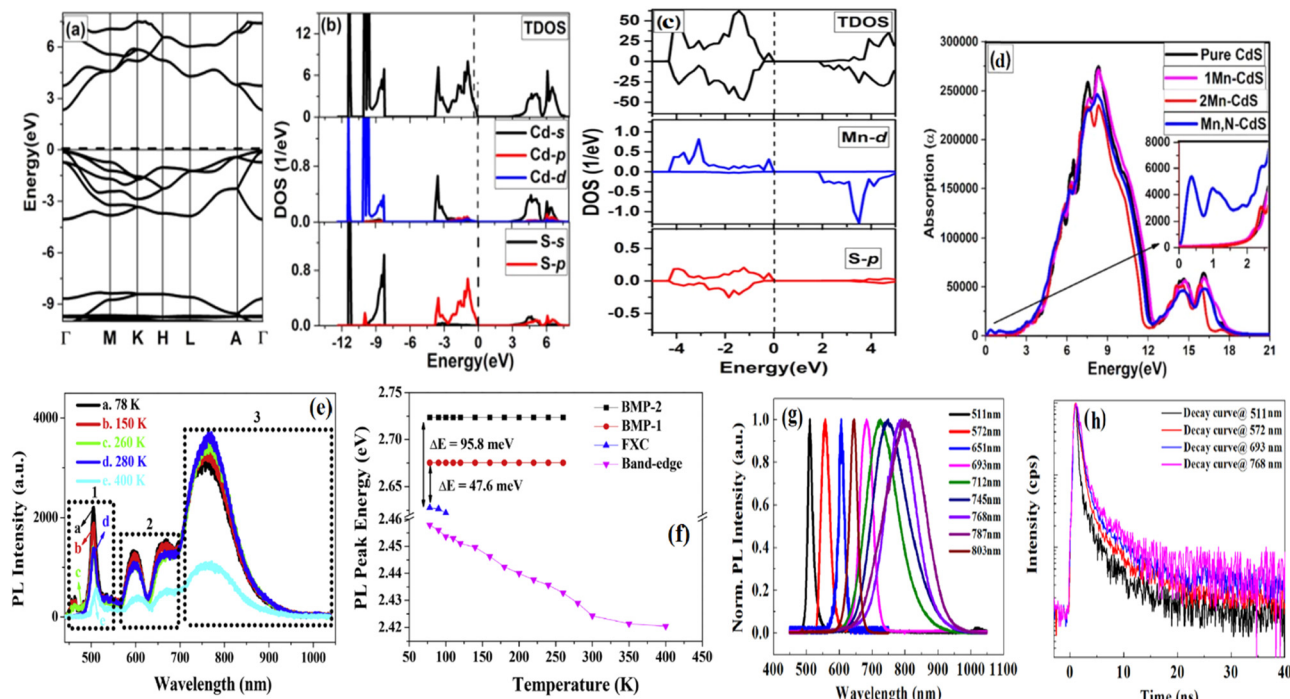 (a)
7.5
5
3
0
-3
-6
-9
Energy(eV)
Γ M K H L A Γ
(b)
TDOS
15
10
5
0
Cd-s
Cd-p
Cd-d
0.8
0.0
S-s
S-p
0.8
0.0
DOS (1/eV)
-12 -9 -6 -3 0 3 6
Energy(eV)
(c)
TDOS
50
25
0
-25
-50
Mn-d
1.0
0.5
0.0
-0.5
-1.0
S-p
0.5
0.0
-0.5
DOS (1/eV)
-4 -2 0 2 4
Energy(eV)
(d)
Pure CdS
1Mn-CdS
2Mn-CdS
Mn,N-CdS
300000
250000
200000
150000
100000
50000
0
Absorption (α)
8000
6000
4000
2000
0
0 1 2
0 3 6 9 12 15 18 21
Energy(eV)
(e)
a. 78 K
b. 150 K
c. 260 K
d. 280 K
e. 400 K
1
2
3
a
b
c
d
4000
2000
0
PL Intensity (a.u.)
500 600 700 800 900 1000
Wavelength (nm)
(f)
BMP-2
BMP-1
FXC
Band-edge
ΔE = 95.8 meV
ΔE = 47.6 meV
2.75
2.70
2.65
2.46
2.45
2.44
2.43
2.42
PL Peak Energy (eV)
50 100 150 200 250 300 350 400
Temperature (K)
(g)
511nm
572nm
651nm
693nm
712nm
745nm
768nm
787nm
803nm
1.0
0.8
0.6
0.4
0.2
0.0
Norm. PL Intensity (a.u.)
400 500 600 700 800 900 1000 1100
Wavelength (nm)
(h)
Decay curve@ 511 nm
Decay curve@ 572 nm
Decay curve@ 693 nm
Decay curve@ 768 nm
Intensity (cps)
0 10 20 30 40
Time (ns)